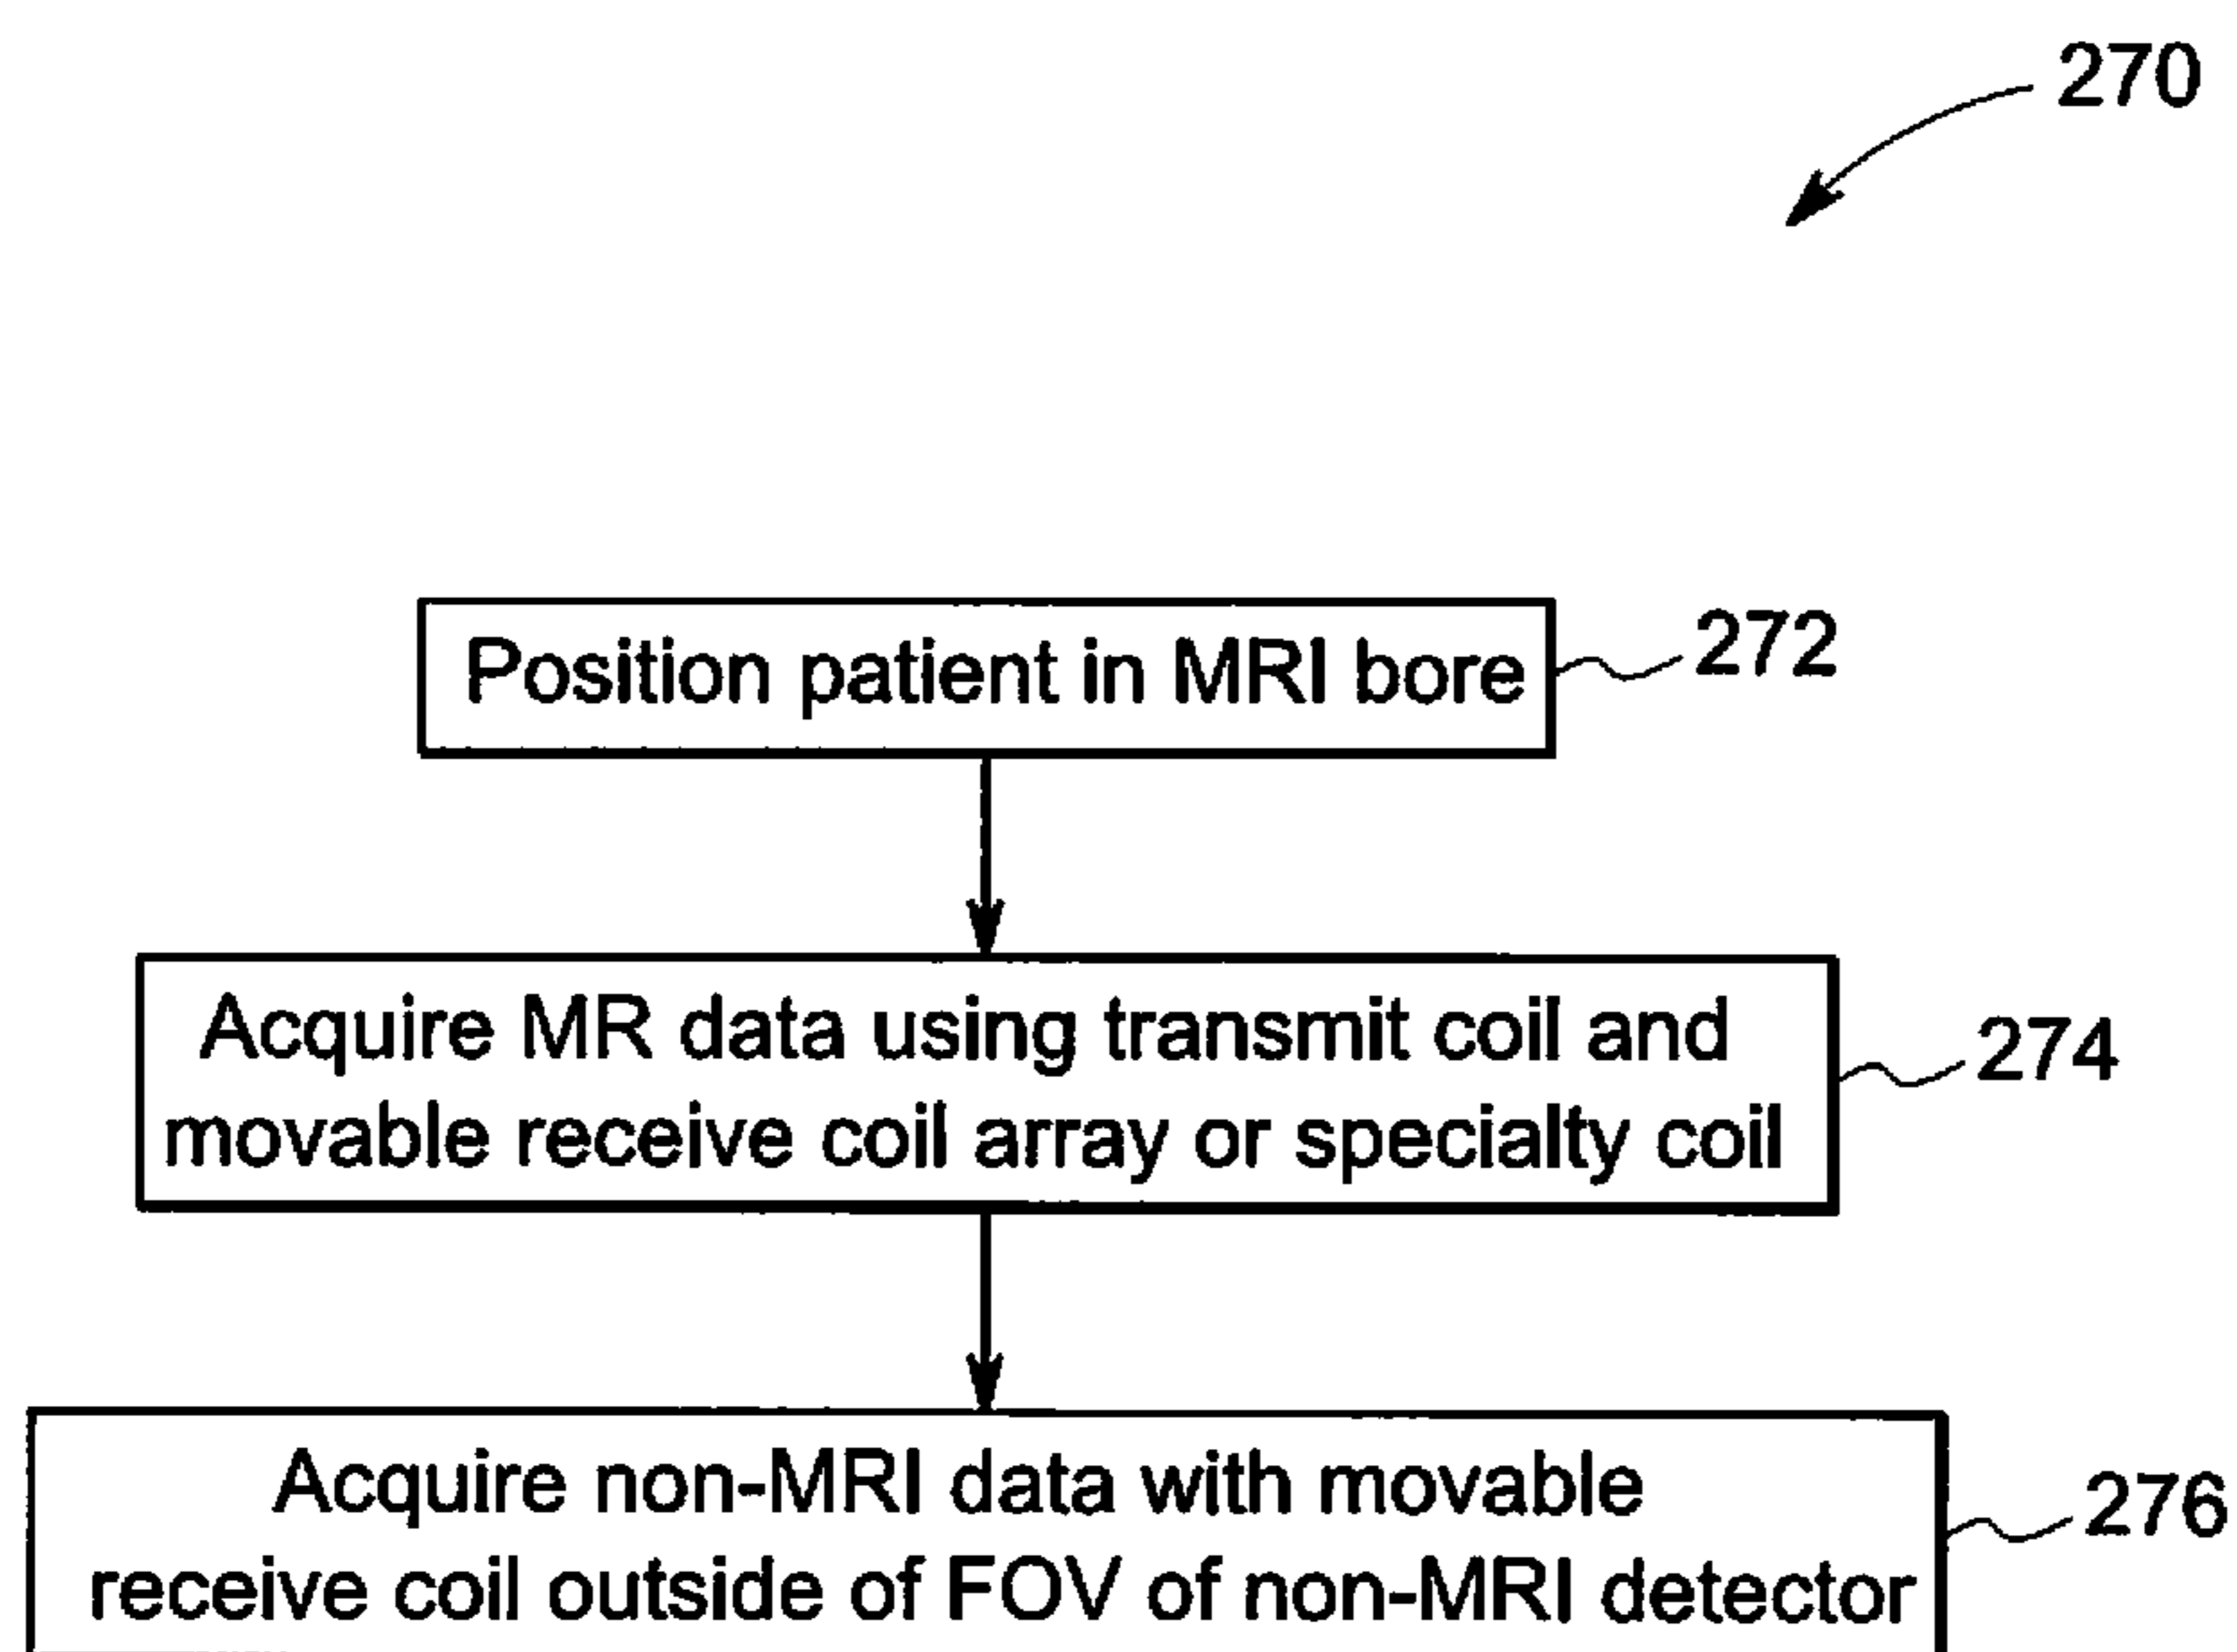 270
Position patient in MRI bore
272
Acquire MR data using transmit coil and
movable receive coil array or specialty coil
274
Acquire non-MRI data with movable
receive coil outside of FOV of non-MRI detector
276